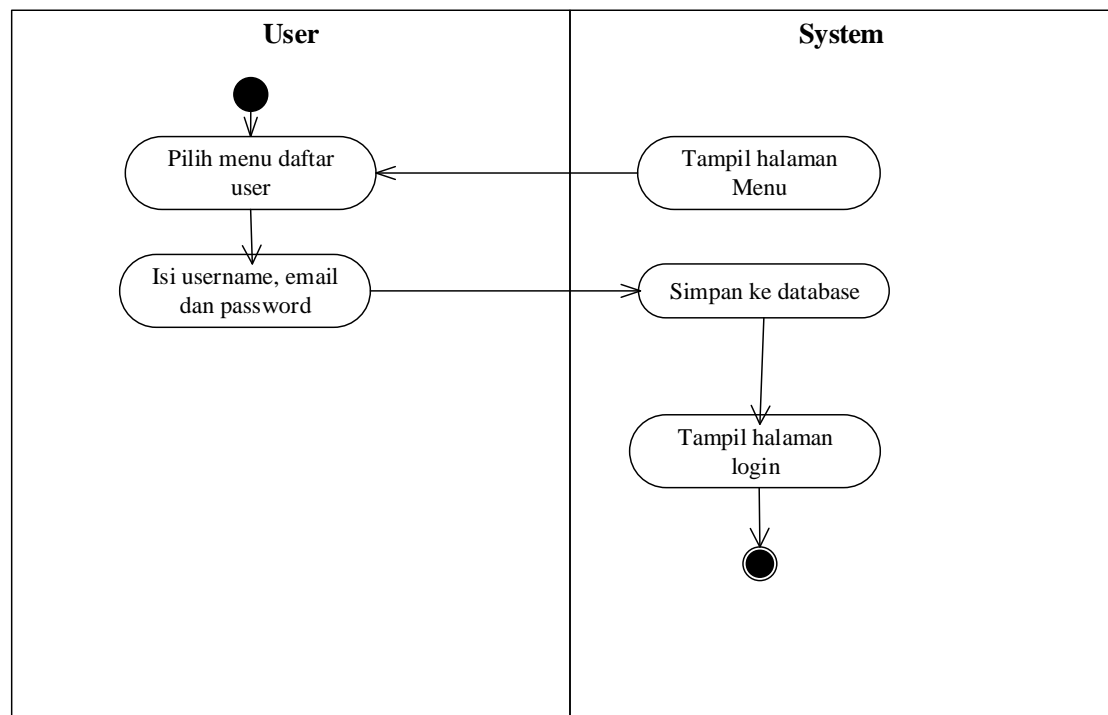 User
System
Pilih menu daftar
user
Tampil halaman
Menu
Isi username, email
dan password
Simpan ke database
Tampil halaman
login